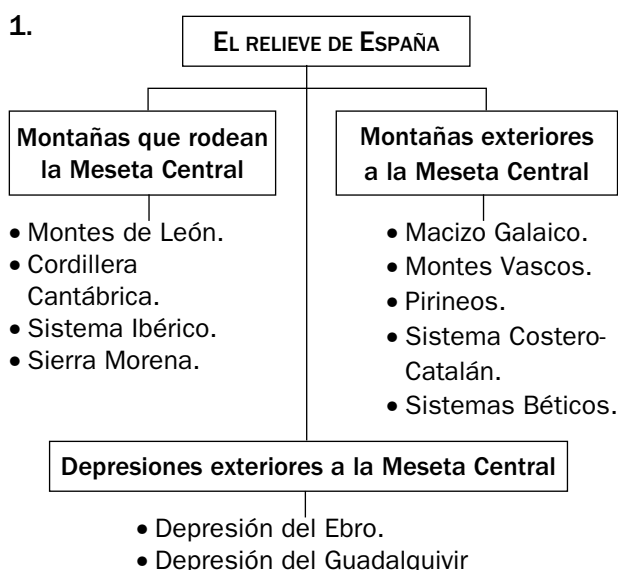 1.
EL RELIEVE DE ESPAÑA
Montañas que rodean
la Meseta Central
• Montes de León.
• Cordillera
Cantábrica.
• Sistema Ibérico.
• Sierra Morena.
Montañas exteriores
a la Meseta Central
• Macizo Galaico.
• Montes Vascos.
• Pirineos.
• Sistema Costero-
Catalán.
• Sistemas Béticos.
Depresiones exteriores a la Meseta Central
• Depresión del Ebro.
• Depresión del Guadalquivir